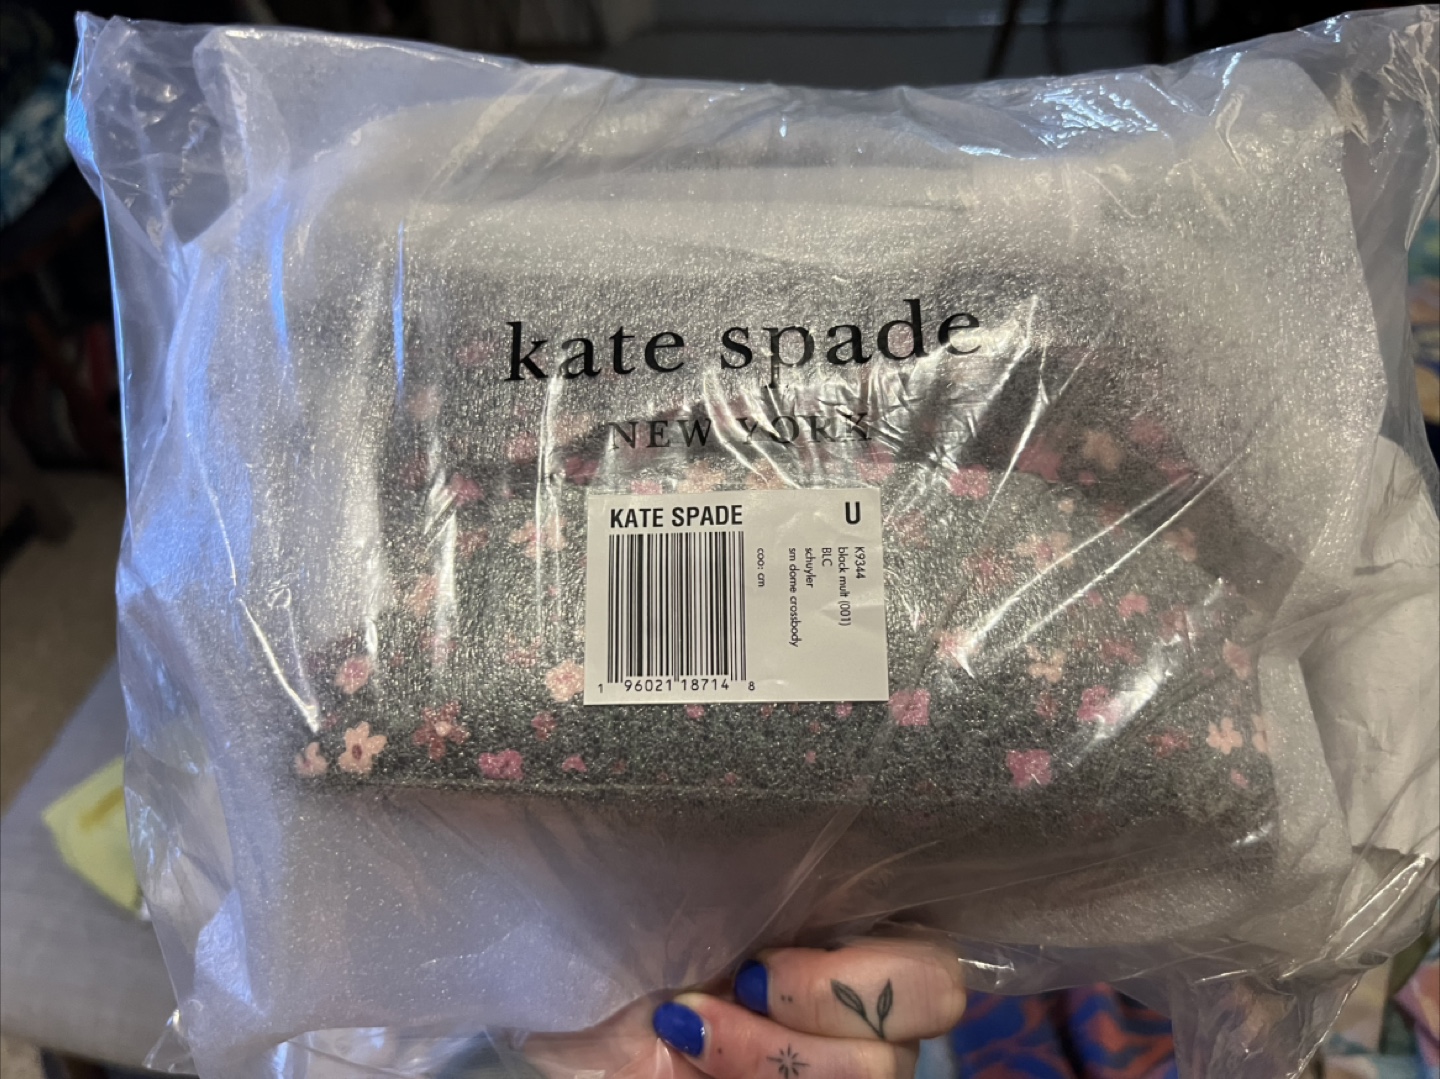 kate spade
NEW YORK
KATE SPADE
U
K9344
black mult (001)
BLC
schuyler
sm dome crossbody
coo: cm
1 96021 18714 8